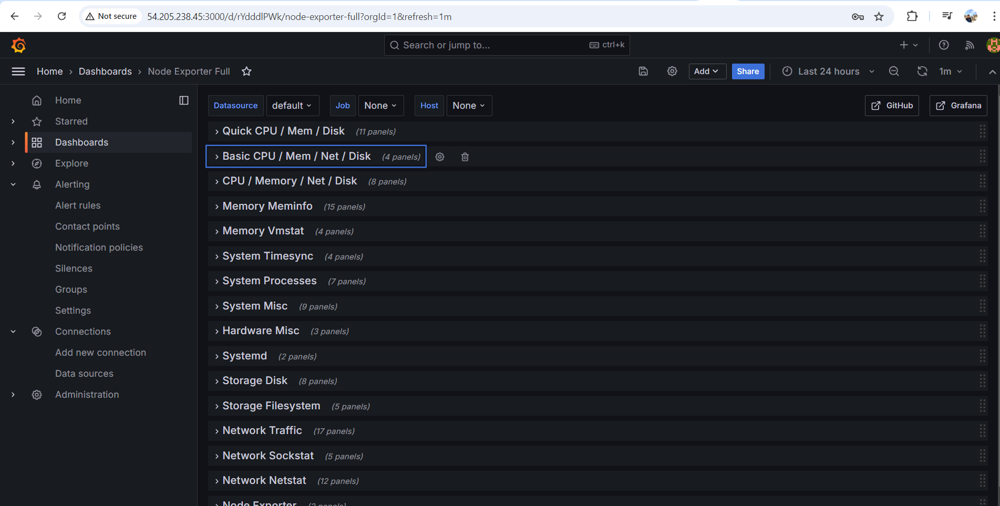 Not secure 54.205.238.45:3000/d/rYdddlPWk/node-exporter-full?orgId=1&refresh=1m
Search or jump to... ctrl+k
Home › Dashboards › Node Exporter Full Add Share Last 24 hours 1m
Home
Starred
Dashboards
Explore
Alerting
Alert rules
Contact points
Notification policies
Silences
Groups
Settings
Connections
Add new connection
Data sources
Administration
Datasource default Job None Host None GitHub Grafana
Quick CPU / Mem / Disk (11 panels)
Basic CPU / Mem / Net / Disk (4 panels)
CPU / Memory / Net / Disk (8 panels)
Memory Meminfo (15 panels)
Memory Vmstat (4 panels)
System Timesync (4 panels)
System Processes (7 panels)
System Misc (9 panels)
Hardware Misc (3 panels)
Systemd (2 panels)
Storage Disk (8 panels)
Storage Filesystem (5 panels)
Network Traffic (17 panels)
Network Sockstat (5 panels)
Network Netstat (12 panels)
Node Exporter